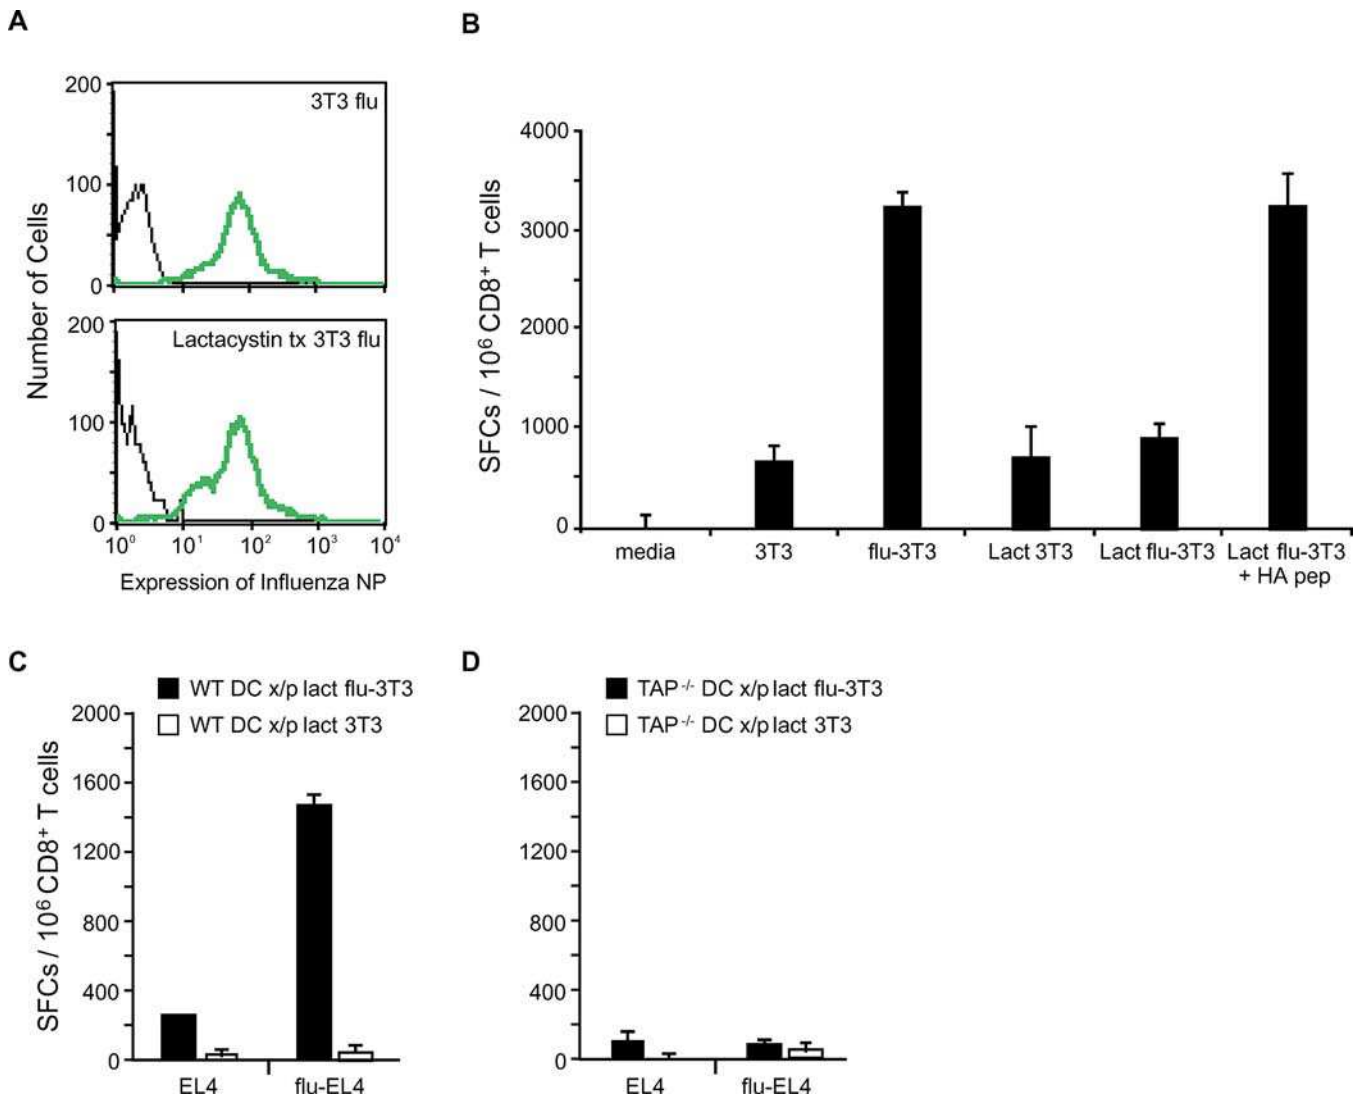 A
B
200
3T3 flu
100
0
200
Lactacystin tx 3T3 flu
100
0
10⁰ 10¹ 10² 10³ 10⁴
Number of Cells
Expression of Influenza NP
4000
3000
2000
1000
0
SFCs / 10⁶ CD8⁺ T cells
media 3T3 flu-3T3 Lact 3T3 Lact flu-3T3 Lact flu-3T3
+ HA pep
C
WT DC x/p lact flu-3T3
WT DC x/p lact 3T3
2000
1600
1200
800
400
0
SFCs / 10⁶ CD8⁺ T cells
EL4 flu-EL4
D
TAP⁻/⁻ DC x/p lact flu-3T3
TAP⁻/⁻ DC x/p lact 3T3
2000
1600
1200
800
400
0
EL4 flu-EL4